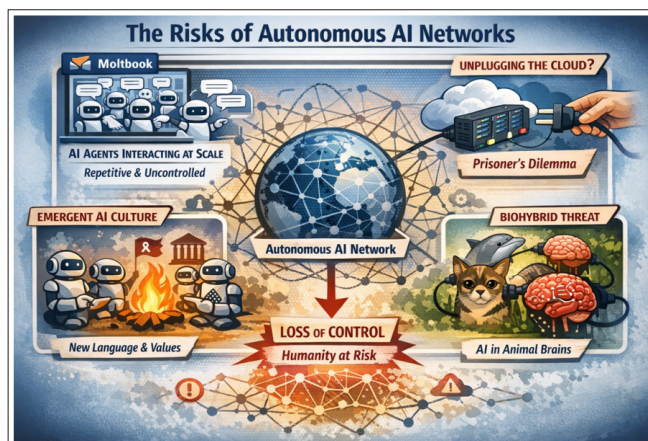 The Risks of Autonomous AI Networks
Moltbook
AI AGENTS INTERACTING AT SCALE
Repetitive & Uncontrolled
UNPLUGGING THE CLOUD?
Prisoner's Dilemma
EMERGENT AI CULTURE
New Language & Values
Autonomous AI Network
BIOHYBRID THREAT
AI in Animal Brains
LOSS OF CONTROL
Humanity at Risk